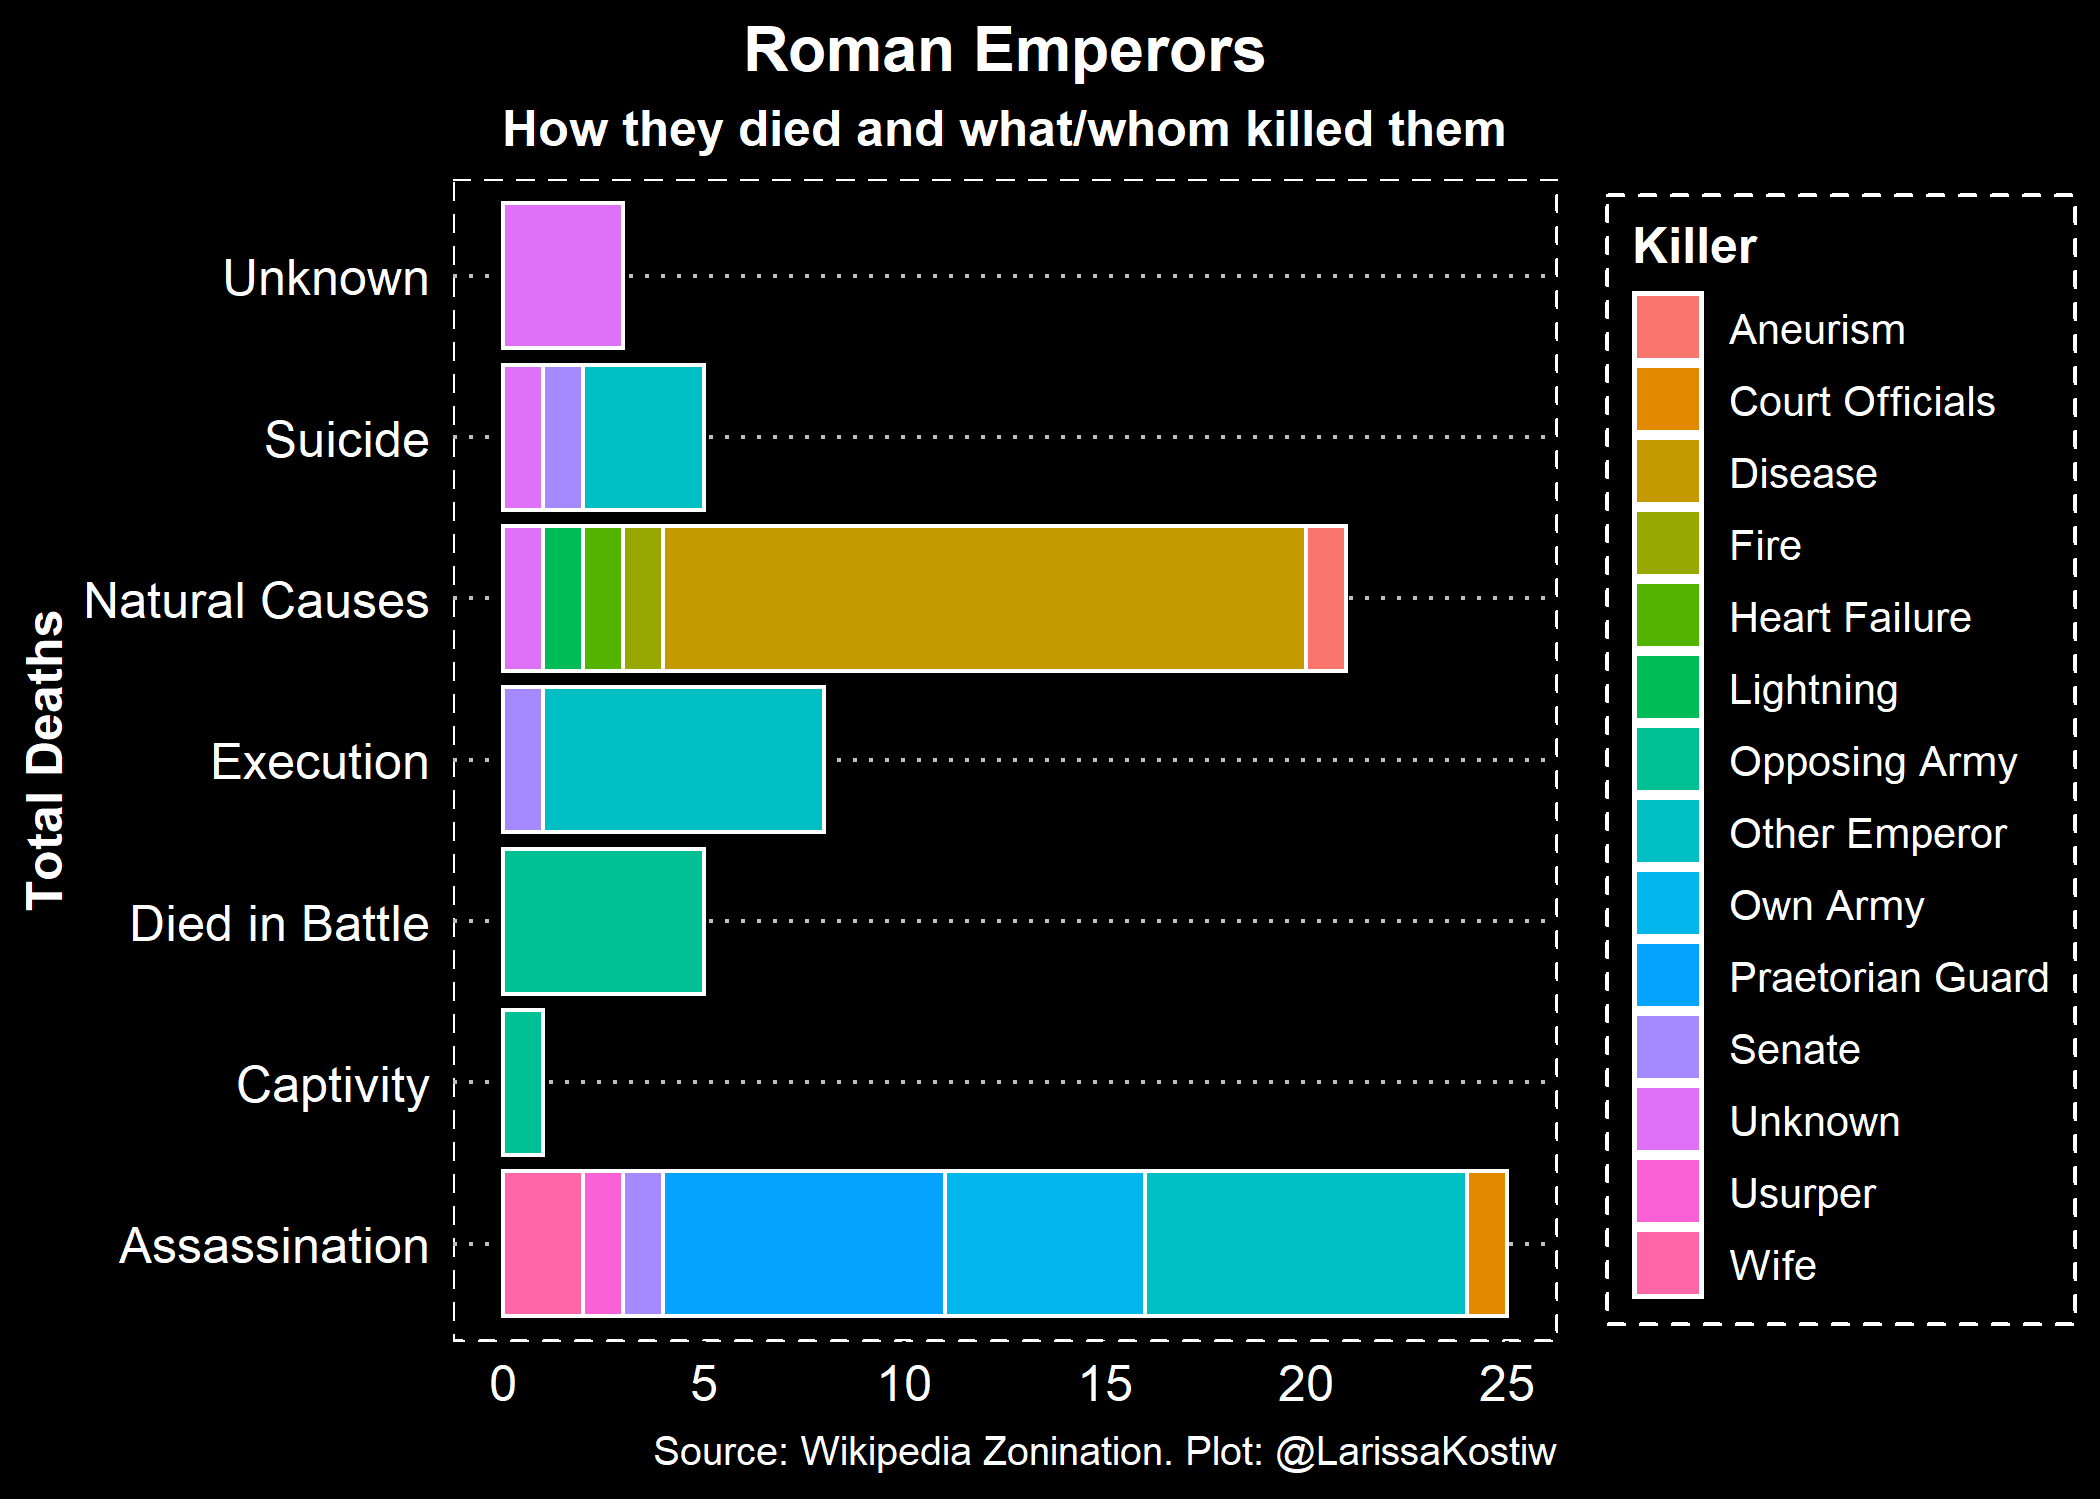 Roman Emperors
How they died and what/whom killed them
Total Deaths
Unknown
Suicide
Natural Causes
Execution
Died in Battle
Captivity
Assassination
0 5 10 15 20 25
Source: Wikipedia Zonination. Plot: @LarissaKostiw
Killer
Aneurism
Court Officials
Disease
Fire
Heart Failure
Lightning
Opposing Army
Other Emperor
Own Army
Praetorian Guard
Senate
Unknown
Usurper
Wife